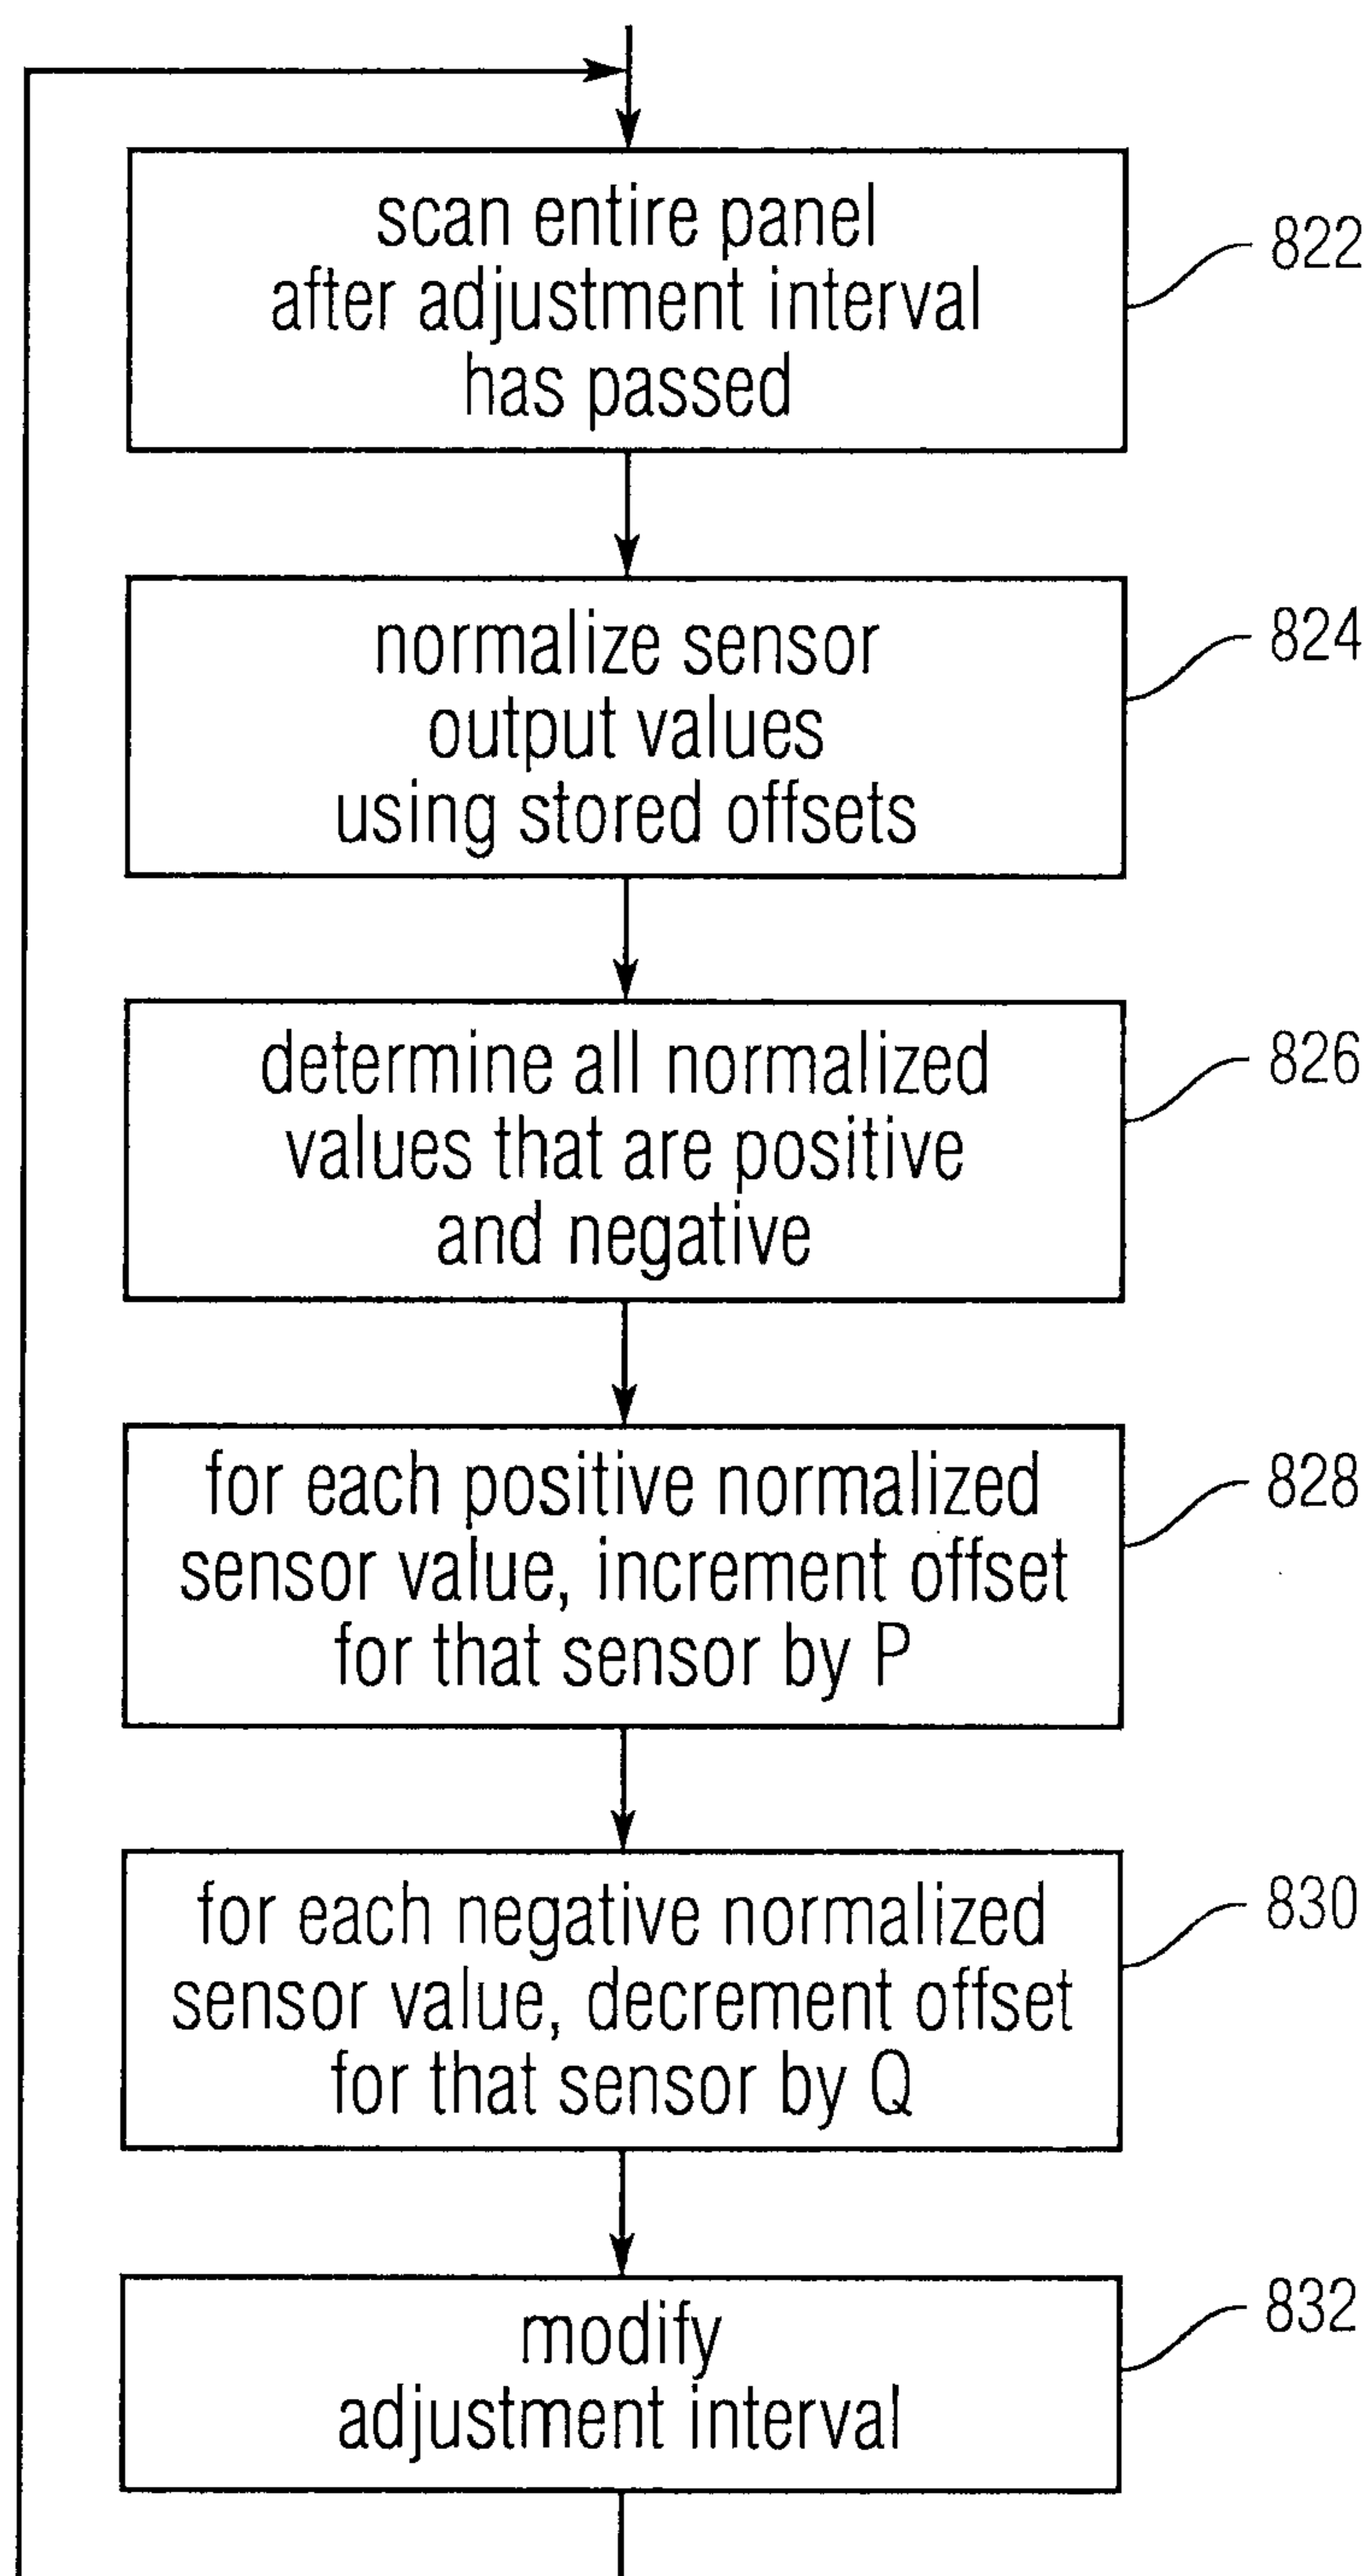 scan entire panel
after adjustment interval
has passed
822
normalize sensor
output values
using stored offsets
824
determine all normalized
values that are positive
and negative
826
for each positive normalized
sensor value, increment offset
for that sensor by P
828
for each negative normalized
sensor value, decrement offset
for that sensor by Q
830
modify
adjustment interval
832